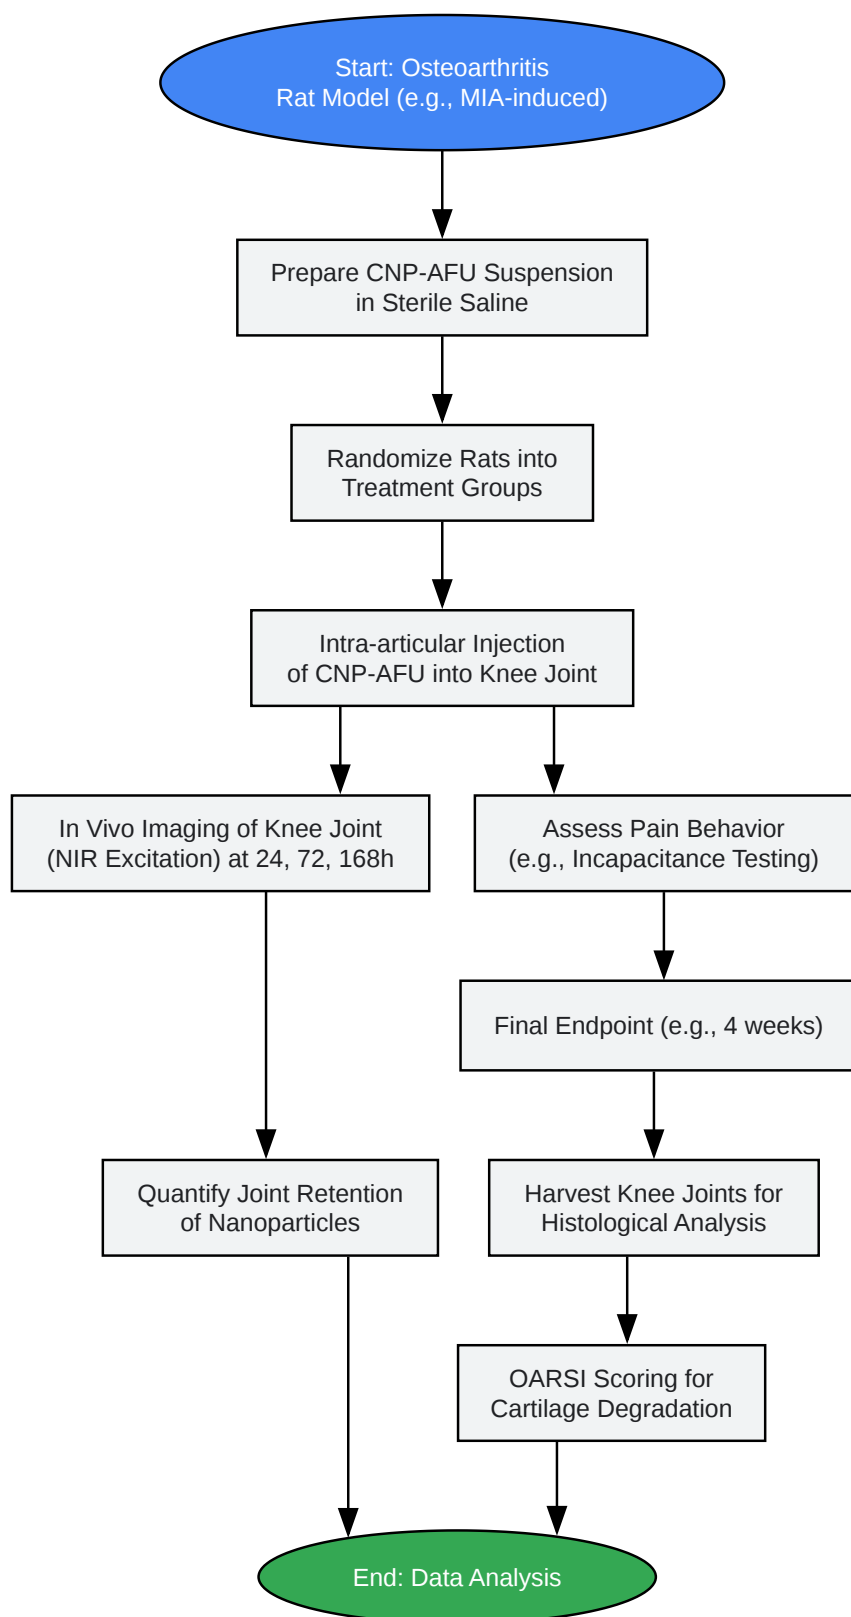 Start: Osteoarthritis
Rat Model (e.g., MIA-induced)
Prepare CNP-AFU Suspension
in Sterile Saline
Randomize Rats into
Treatment Groups
Intra-articular Injection
of CNP-AFU into Knee Joint
In Vivo Imaging of Knee Joint
(NIR Excitation) at 24, 72, 168h
Assess Pain Behavior
(e.g., Incapacitance Testing)
Final Endpoint (e.g., 4 weeks)
Quantify Joint Retention
of Nanoparticles
Harvest Knee Joints for
Histological Analysis
OARSI Scoring for
Cartilage Degradation
End: Data Analysis